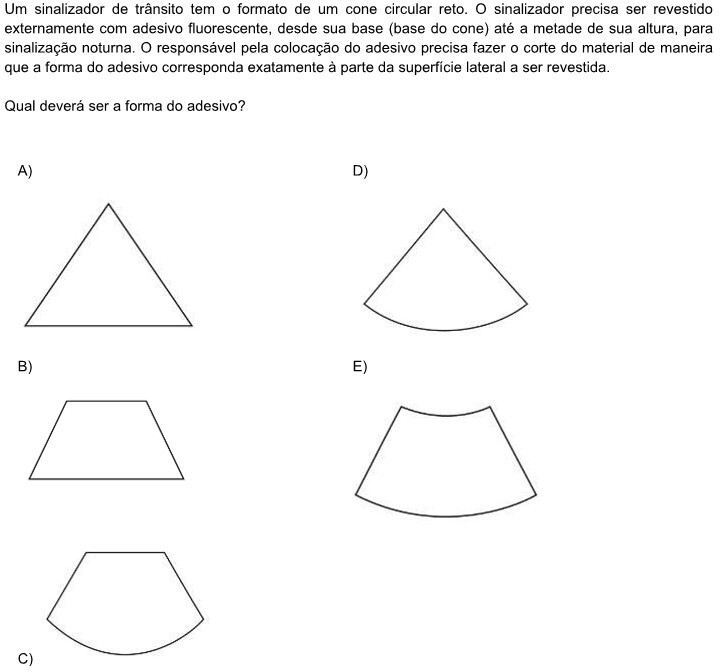 Um sinalizador de trânsito tem o formato de um cone circular reto. O sinalizador precisa ser revestido
externamente com adesivo fluorescente, desde sua base (base do cone) até a metade de sua altura, para
sinalização noturna. O responsável pela colocação do adesivo precisa fazer o corte do material de maneira
que a forma do adesivo corresponda exatamente à parte da superfície lateral a ser revestida.
Qual deverá ser a forma do adesivo?
A)
D)
B)
E)
C)